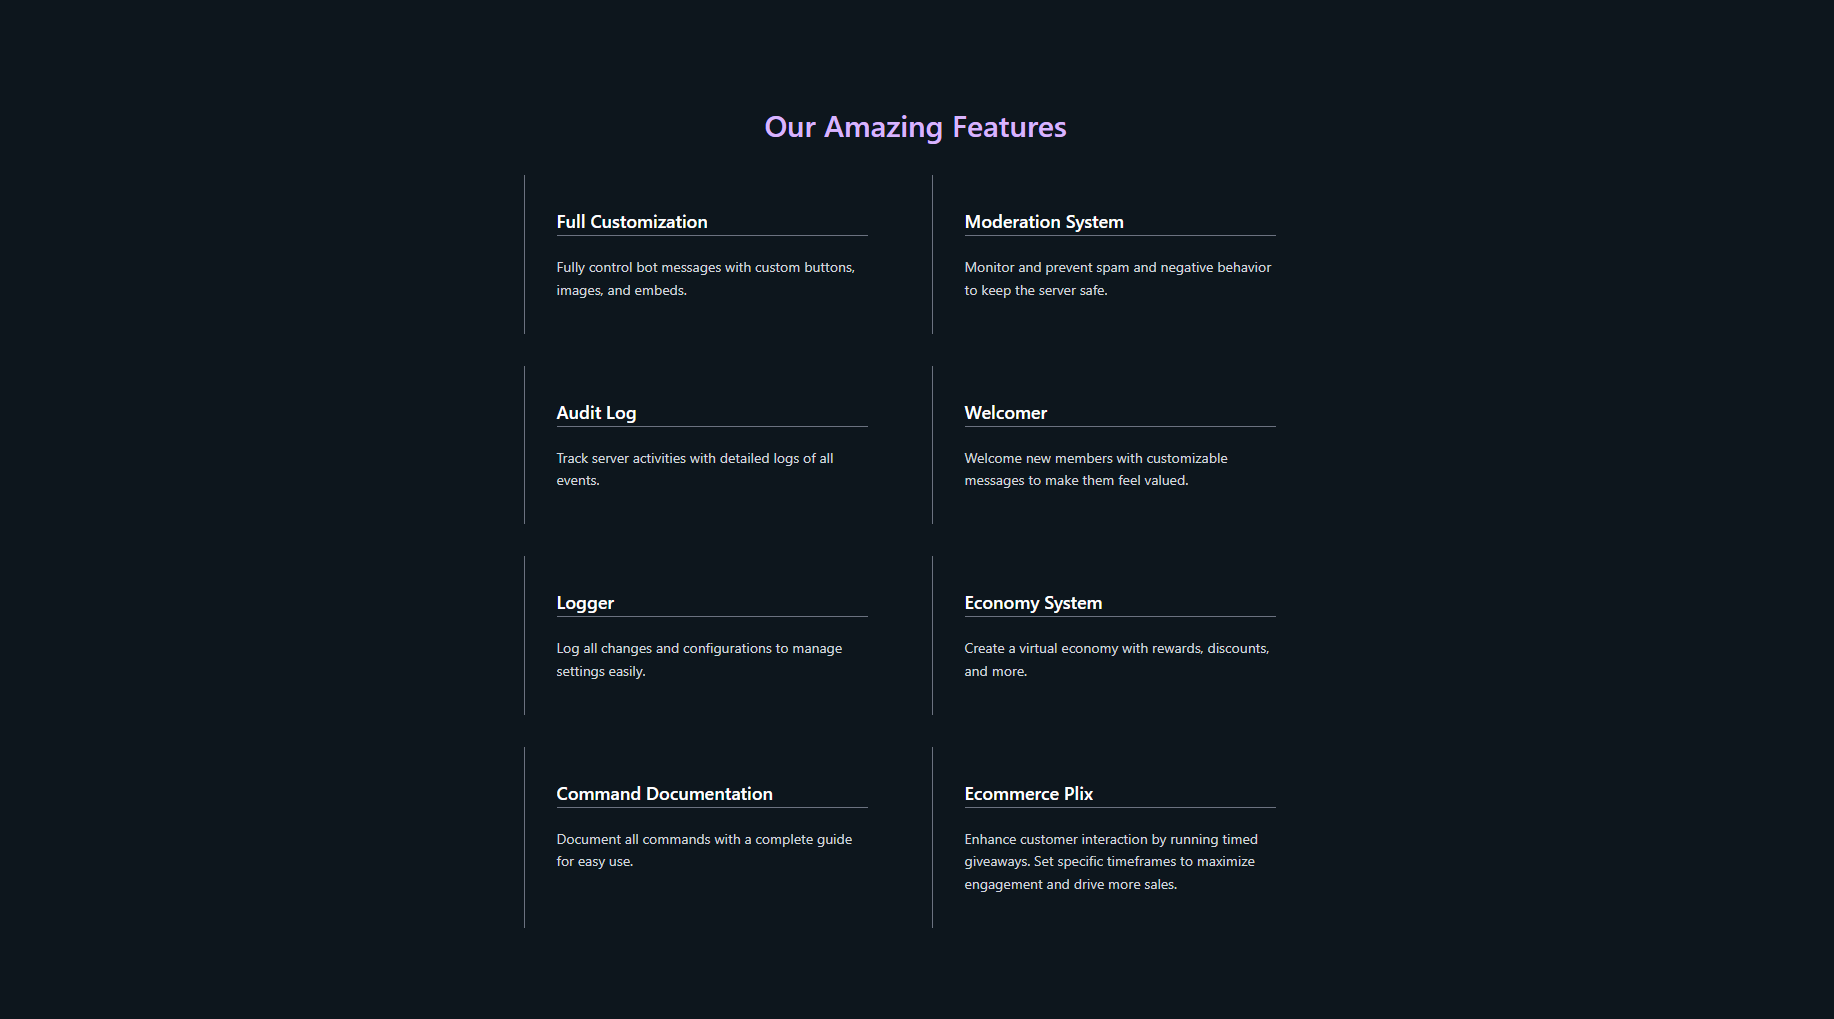 Our Amazing Features
Full Customization
Fully control bot messages with custom buttons,
images, and embeds.
Moderation System
Monitor and prevent spam and negative behavior
to keep the server safe.
Audit Log
Track server activities with detailed logs of all
events.
Welcomer
Welcome new members with customizable
messages to make them feel valued.
Logger
Log all changes and configurations to manage
settings easily.
Economy System
Create a virtual economy with rewards, discounts,
and more.
Command Documentation
Document all commands with a complete guide
for easy use.
Ecommerce Plix
Enhance customer interaction by running timed
giveaways. Set specific timeframes to maximize
engagement and drive more sales.